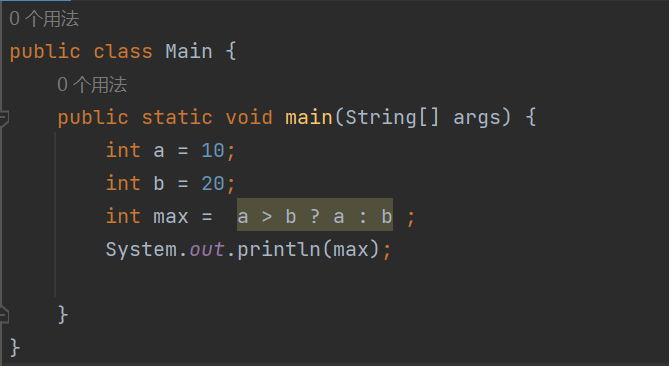 0 个用法
public class Main {
0 个用法
public static void main(String[] args) {
int a = 10;
int b = 20;
int max =  a > b ? a : b ;
System.out.println(max);
}
}